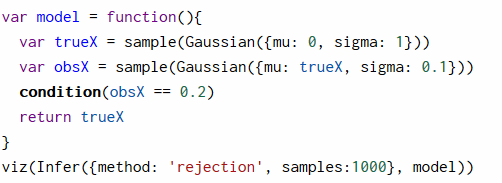 var model = function(){
  var trueX = sample(Gaussian({mu: 0, sigma: 1}))
  var obsX = sample(Gaussian({mu: trueX, sigma: 0.1}))
  condition(obsX == 0.2)
  return trueX
}
viz(Infer({method: 'rejection', samples:1000}, model))